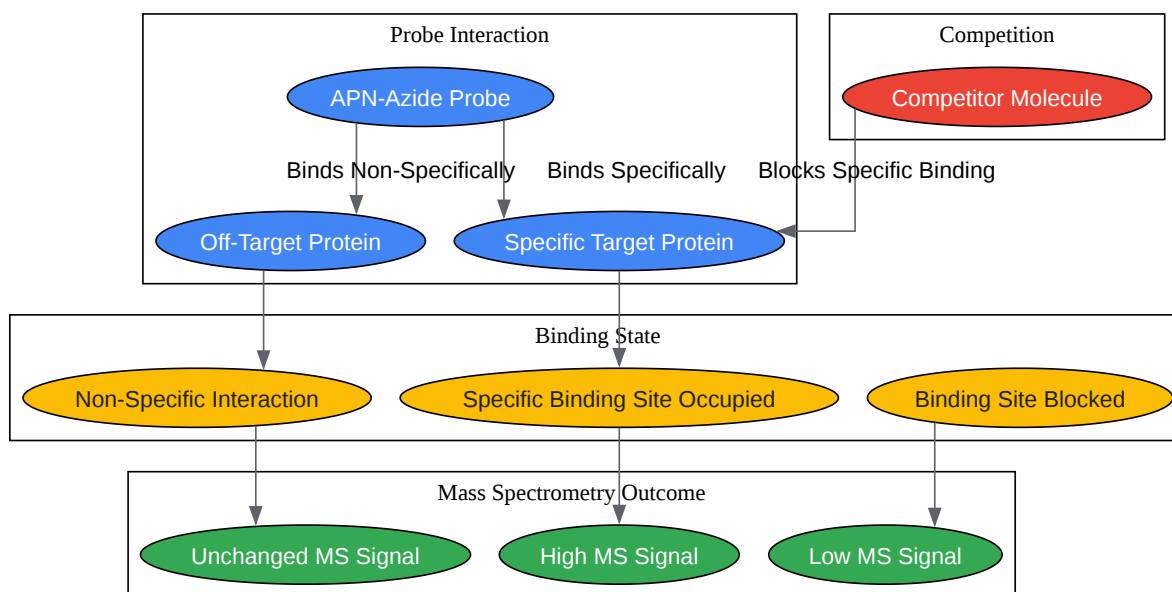 Probe Interaction
Competition
APN-Azide Probe
Competitor Molecule
Binds Non-Specifically
Binds Specifically
Blocks Specific Binding
Off-Target Protein
Specific Target Protein
Binding State
Non-Specific Interaction
Specific Binding Site Occupied
Binding Site Blocked
Mass Spectrometry Outcome
Unchanged MS Signal
High MS Signal
Low MS Signal